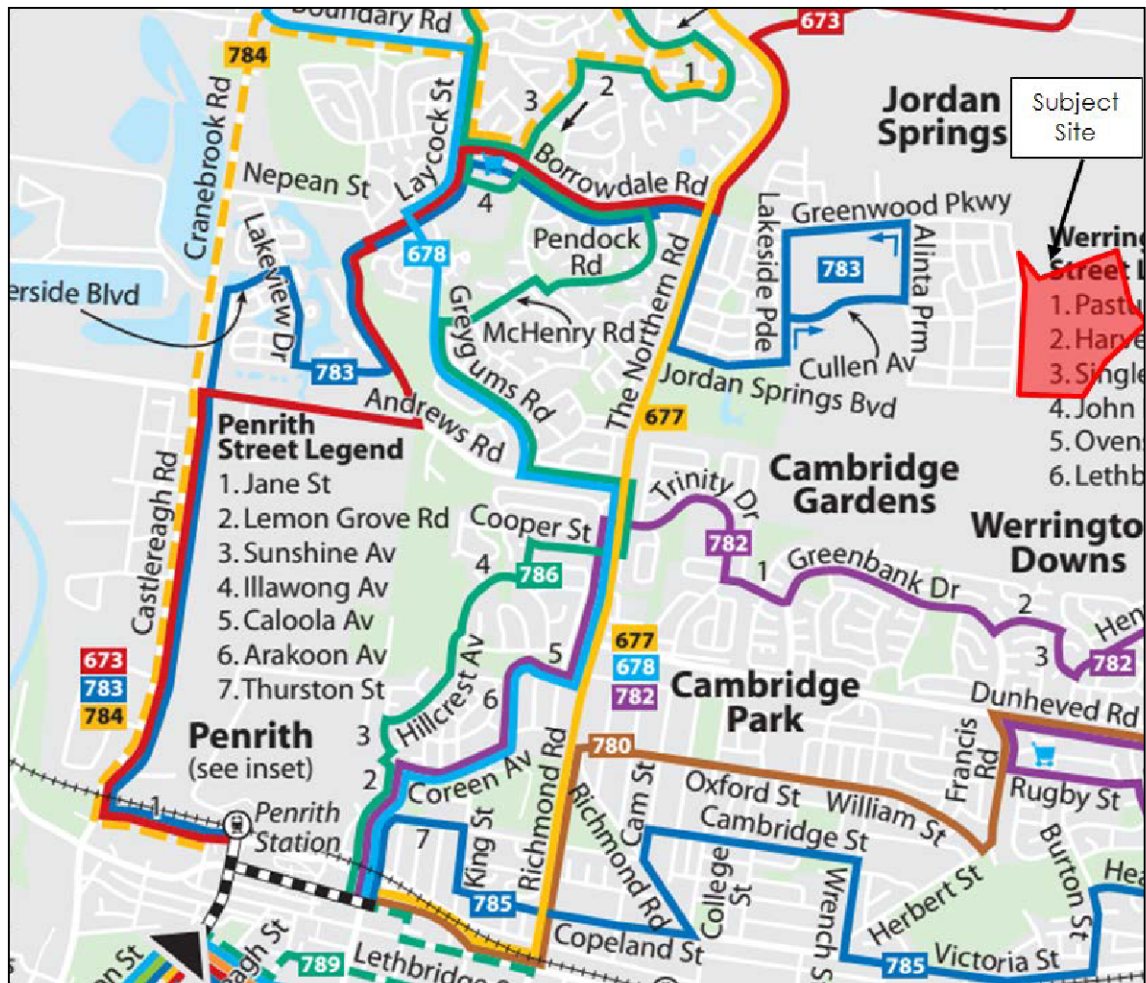 Boundary Rd
673
784
Cranebrook Rd
1
2
3
Jordan
Springs
Subject
Site
Laycock St
Nepean St
Borrowdale Rd
4
Lakeside Pde
Greenwood Pkwy
Alinta Prm
678
Pendock
Rd
783
Lakeview Dr
erside Blvd
Greygums Rd
McHenry Rd
The Northern Rd
Cullen Av
Jordan Springs Bvd
783
Andrews Rd
677
Werring
Street L
1. Pastu
2. Harve
3. Single
4. John
5. Oven
6. Lethb
Penrith
Street Legend
1. Jane St
2. Lemon Grove Rd
3. Sunshine Av
4. Illawong Av
5. Caloola Av
6. Arakoon Av
7. Thurston St
Castlereagh Rd
Cambridge
Gardens
Trinity Dr
Cooper St
4
786
782
1
Greenbank Dr
Werringto
Downs
2
3
Hen
782
673
783
784
Hillcrest Av
5
6
677
678
782
Cambridge
Park
Dunheved Rd
Penrith
(see inset)
3
2
Coreen Av
Richmond Rd
780
Oxford St
William St
Francis
Rd
Rugby St
1
Penrith
Station
7
King St
785
Richmond Rd
Cam St
Cambridge St
College
St
Wrench S
Herbert St
Burton St
Hea
Copeland St
785
Victoria St
789
Lethbridge S
on St
eagh St